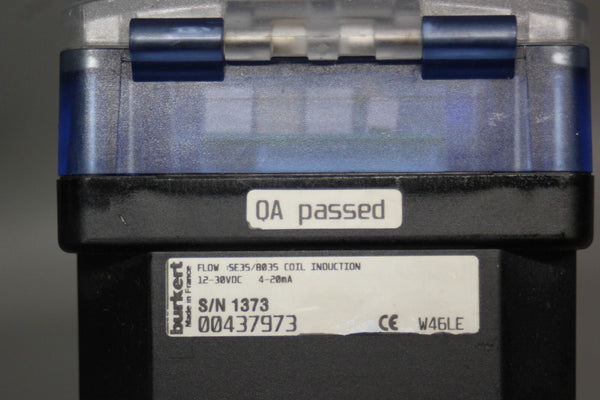 QA passed
burkert
Made in France
FLOW :SE35/8035 COIL INDUCTION
12-30VDC 4-20mA
S/N 1373
00437973 CE W46LE